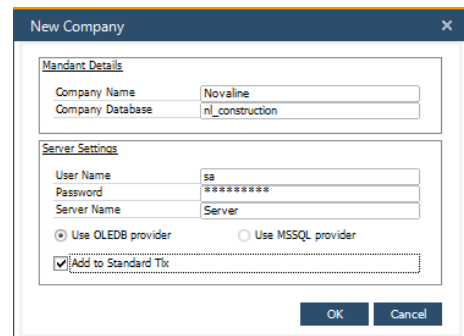 New Company
Mandant Details
Company Name Novaline
Company Database nl_construction
Server Settings
User Name sa
Password *********
Server Name Server
Use OLEDB provider Use MSSQL provider
Add to Standard Tlx
OK Cancel